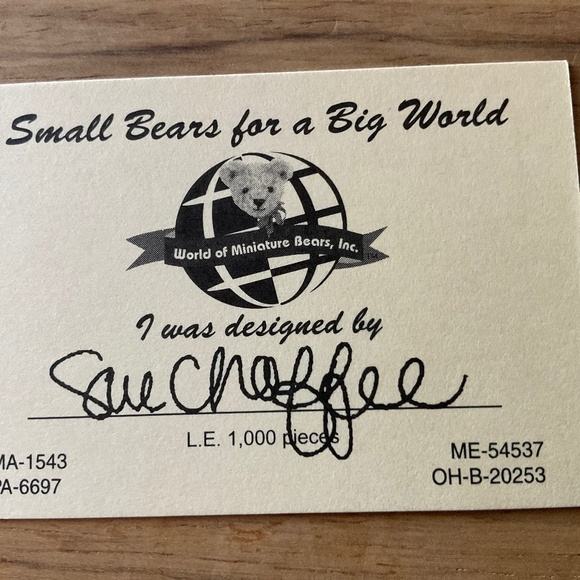 Small Bears for a Big World
World of Miniature Bears, Inc. TM
I was designed by
Sue Chaffee
L.E. 1,000 pieces
MA-1543
PA-6697
ME-54537
OH-B-20253